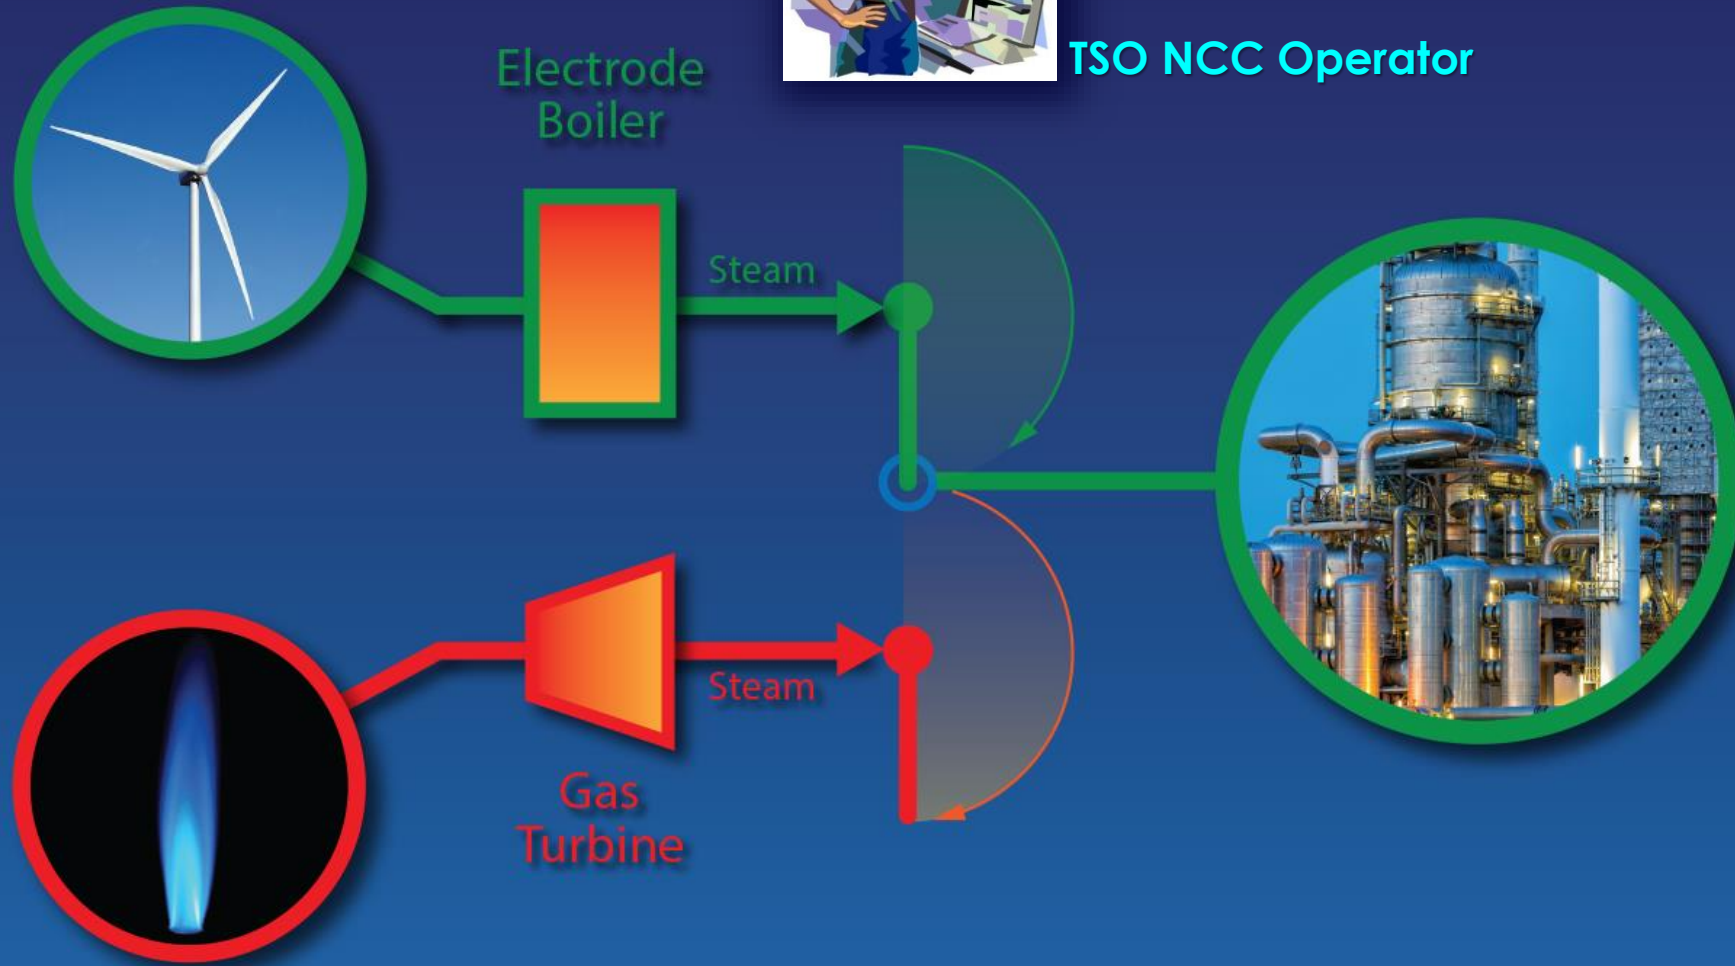 TSO NCC Operator
Electrode
Boiler
Steam
Steam
Gas
Turbine